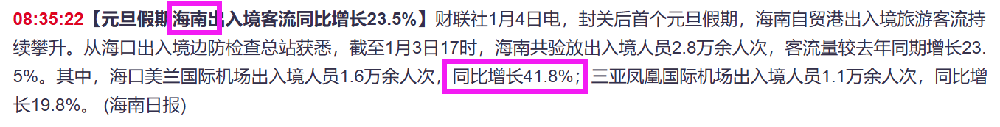 08:35:22【元旦假期海南出入境客流同比增长23.5%】财联社1月4日电，封关后首个元旦假期，海南自贸港出入境旅游客流持
续攀升。从海口出入境边防检查总站获悉，截至1月3日17时，海南共验放出入境人员2.8万余人次，客流量较去年同期增长23.
5%。其中，海口美兰国际机场出入境人员1.6万余人次，同比增长41.8%；三亚凤凰国际机场出入境人员1.1万余人次，同比增
长19.8%。 (海南日报)